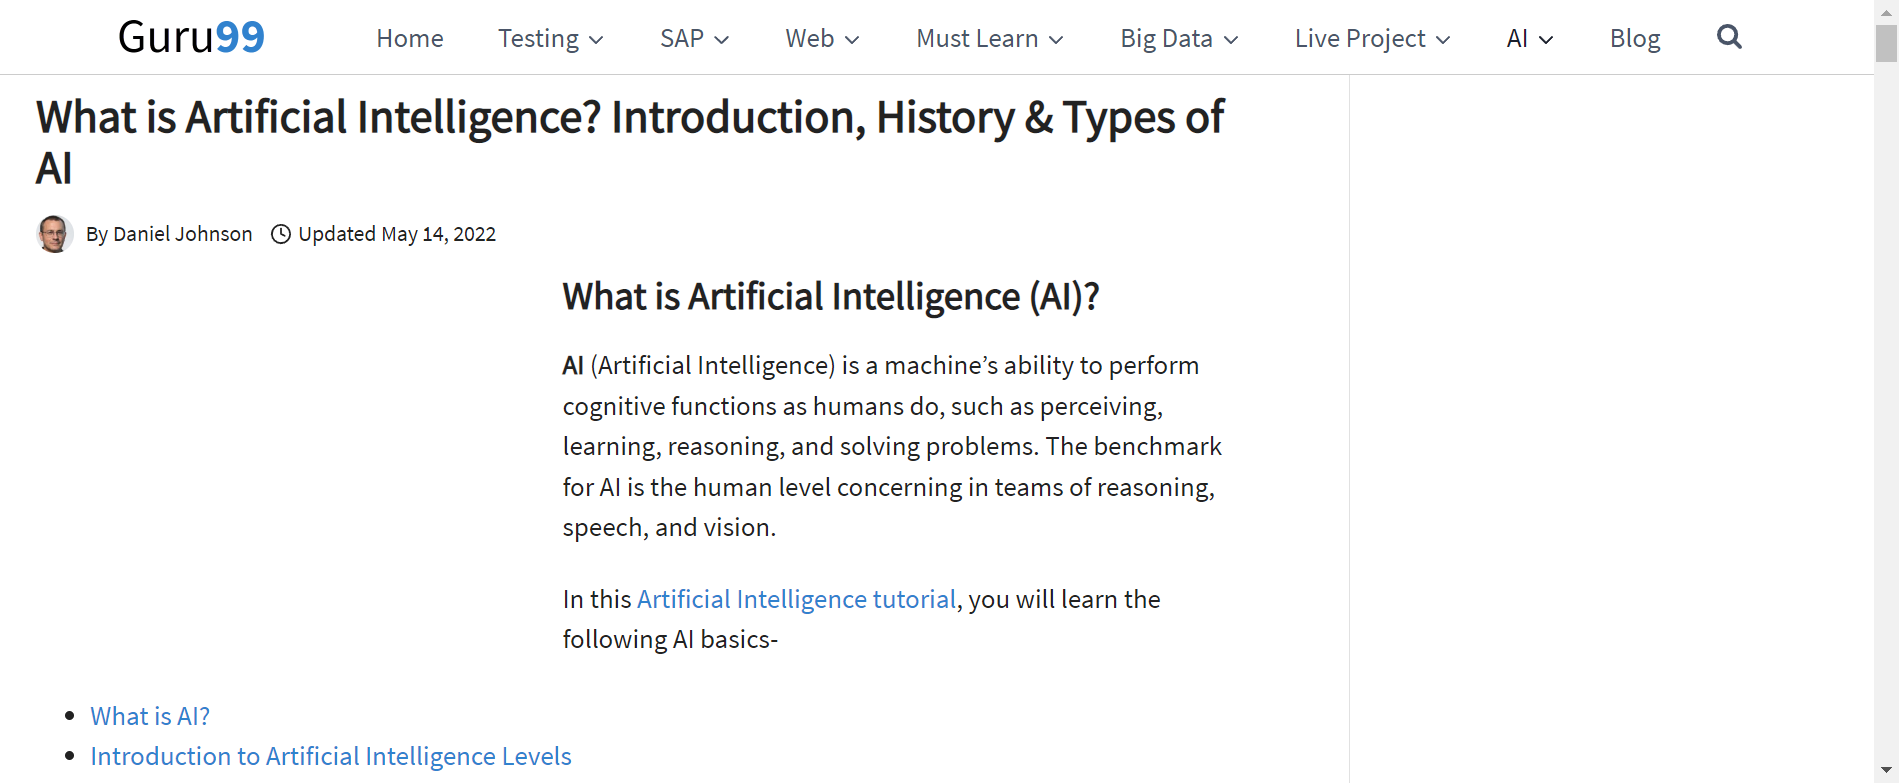 Guru99 Home Testing SAP Web Must Learn Big Data Live Project AI Blog
What is Artificial Intelligence? Introduction, History & Types of
AI
By Daniel Johnson Updated May 14, 2022
What is Artificial Intelligence (AI)?
AI (Artificial Intelligence) is a machine’s ability to perform
cognitive functions as humans do, such as perceiving,
learning, reasoning, and solving problems. The benchmark
for AI is the human level concerning in teams of reasoning,
speech, and vision.
In this Artificial Intelligence tutorial, you will learn the
following AI basics-
• What is AI?
• Introduction to Artificial Intelligence Levels